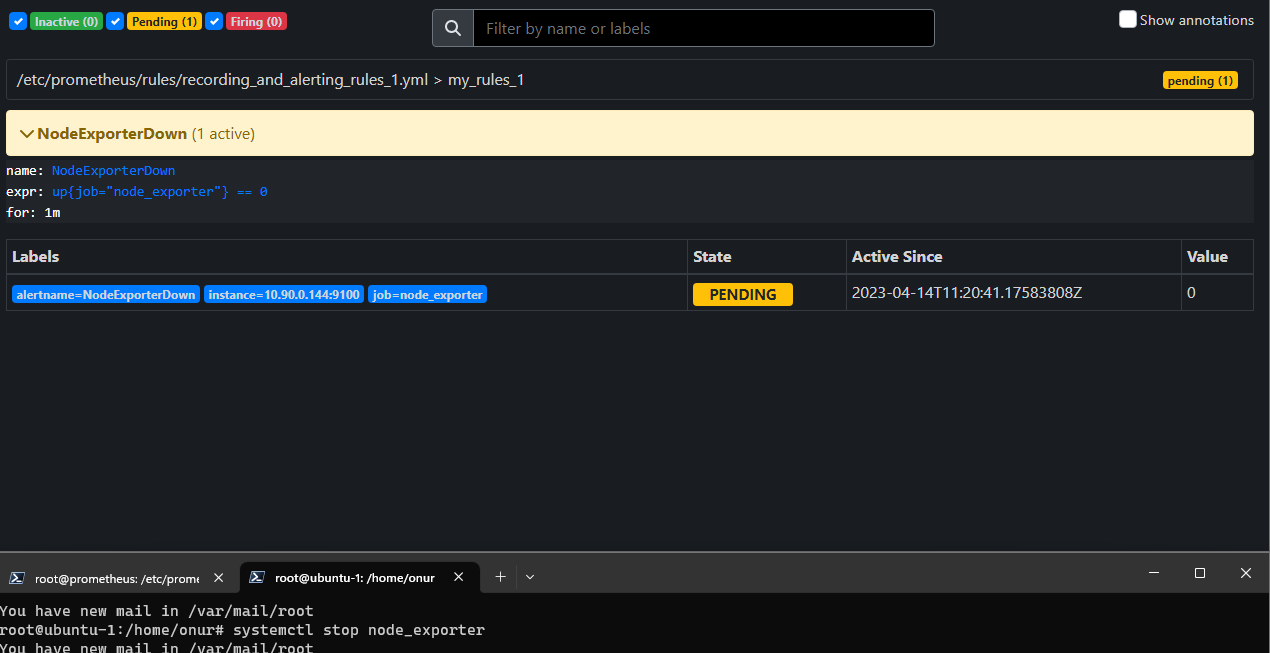 Inactive (0) Pending (1) Firing (0) Filter by name or labels Show annotations
/etc/prometheus/rules/recording_and_alerting_rules_1.yml > my_rules_1 pending (1)
NodeExporterDown (1 active)
name: NodeExporterDown
expr: up{job="node_exporter"} == 0
for: 1m
Labels State Active Since Value
alertname=NodeExporterDown instance=10.90.0.144:9100 job=node_exporter PENDING 2023-04-14T11:20:41.17583808Z 0
root@prometheus: /etc/prome root@ubuntu-1: /home/onur
You have new mail in /var/mail/root
root@ubuntu-1:/home/onur# systemctl stop node_exporter
You have new mail in /var/mail/root